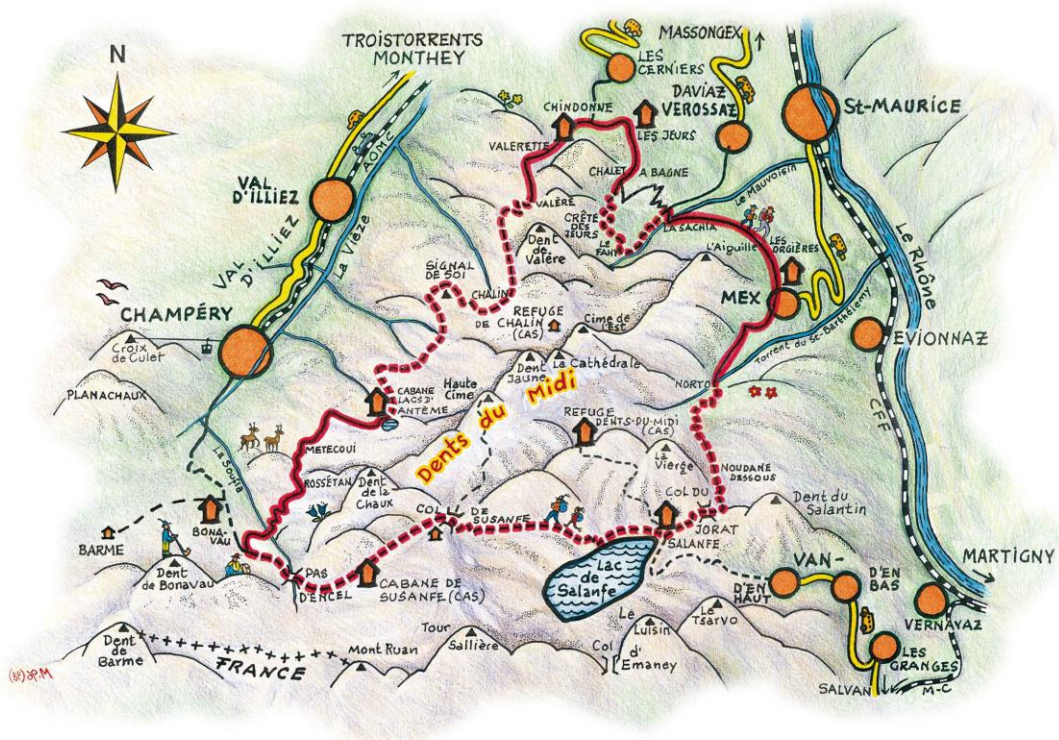 N
TROISTORRENTS
MONTHEY
MASSONGEX
LES
CERNIERS
DAVIAZ
VEROSSAZ
ST-MAURICE
CHINDONNE
LES JEURS
VALERETTE
AOMC
CHALET A BAGNE
Le Mauvoisin
VAL
D'ILLIEZ
VAL
D'ILLIEZ
La Vièze
VALÈRE
CRÊTE
DES
JEURS
LE
FAHY
LA SACHIA
L'Aiguille
LES
ORGIÈRES
Le Rhône
Dent
de
Valère
SIGNAL
DE SOI
CHALIN
MEX
CHAMPÉRY
REFUGE
DE CHALIN
(CAS)
Cime de
l'Est
Torrent du St-Barthélemy
EVIONNAZ
Croix
de Culet
La Cathédrale
Dent
Jaune
PLANACHAUX
CABANE
LACS D'
ANTÈME
Haute
Cime
NORTO
CFF
Dents du Midi
REFUGE
DENTS-DU-MIDI
(CAS)
METECOUI
La
Vierge
NOUDANE
DESSOUS
La Saufla
ROSSÉTAN
Dent
de la
Chaux
COL
DE
SUSANFE
COL DU
JORAT
Dent du
Salantin
BONA-
VAU
BARME
SALANFE
MARTIGNY
Dent
de Bonavau
PAS
D'ENCEL
CABANE DE
SUSANFE (CAS)
Lac
de
Salanfe
VAN-
D'EN
HAUT
D'EN
BAS
VERNAYAZ
Dent
de
Barme
FRANCE
Mont Ruan
Tour
Sallière
Le
Luisin
Le
Tsarvo
Col
d'
Emaney
LES
GRANGES
SALVAN
M-C